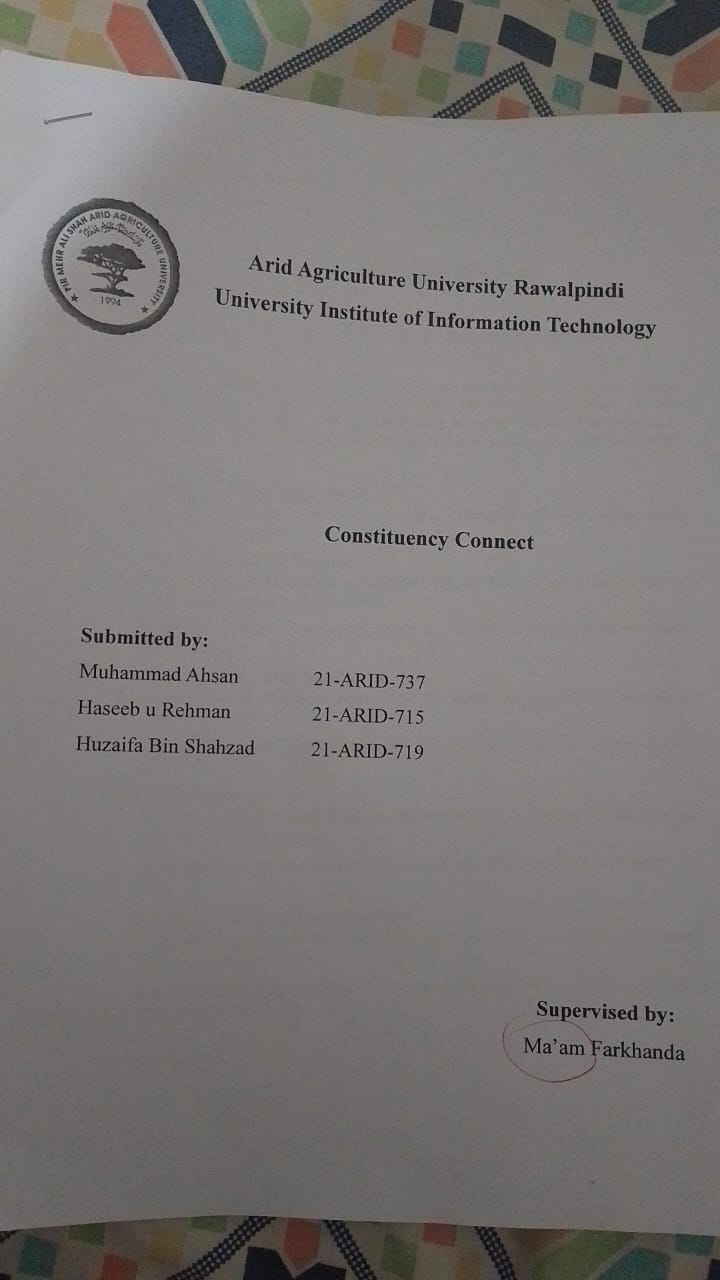 PIR MEHR ALI SHAH ARID AGRICULTURE UNIVERSITY
1994
Arid Agriculture University Rawalpindi
University Institute of Information Technology
Constituency Connect
Submitted by:
Muhammad Ahsan 21-ARID-737
Haseeb u Rehman 21-ARID-715
Huzaifa Bin Shahzad 21-ARID-719
Supervised by:
Ma’am Farkhanda